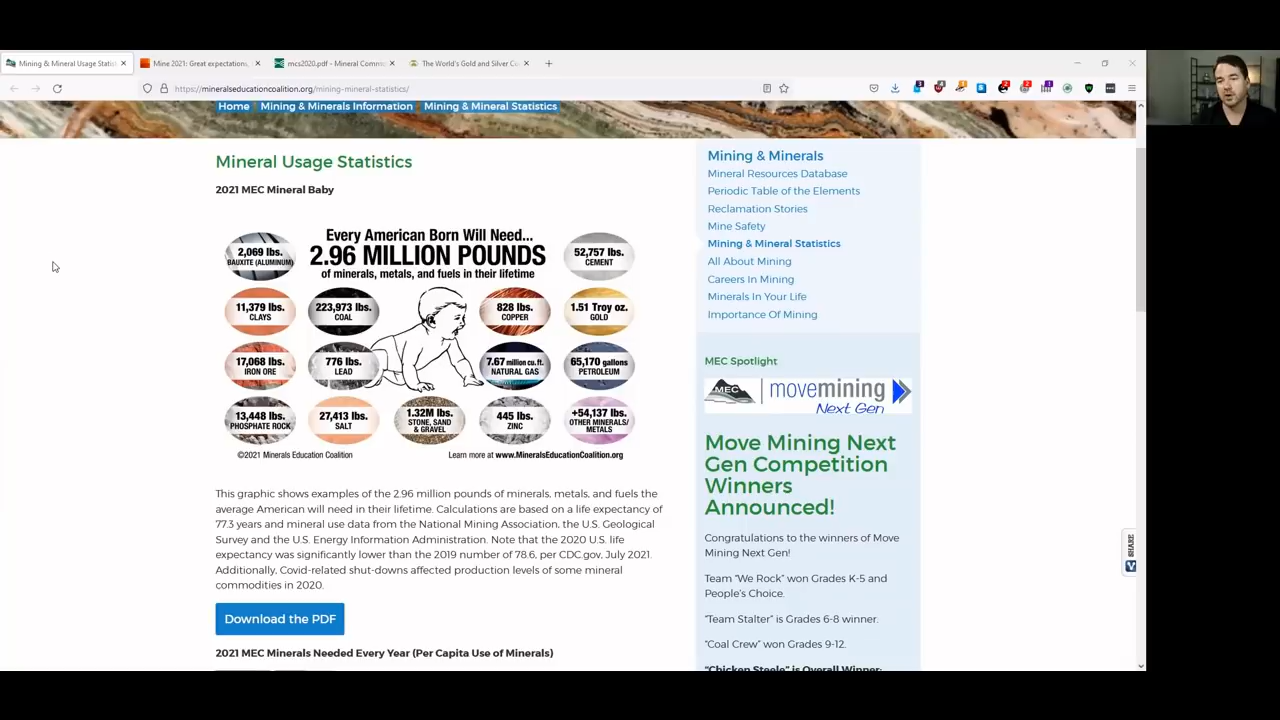 Mining & Mineral Usage Statis
Mine 2021: Great expectations,
mcs2020.pdf - Mineral Commo
The World's Gold and Silver Co
https://mineralseducationcoalition.org/mining-mineral-statistics/
Home
Mining & Minerals Information
Mining & Mineral Statistics
Mineral Usage Statistics
2021 MEC Mineral Baby
Every American Born Will Need...
2.96 MILLION POUNDS
of minerals, metals, and fuels in their lifetime
2,069 lbs.
BAUXITE (ALUMINUM)
52,757 lbs.
CEMENT
11,379 lbs.
CLAYS
223,973 lbs.
COAL
828 lbs.
COPPER
1.51 Troy oz.
GOLD
17,068 lbs.
IRON ORE
776 lbs.
LEAD
7.67 million cu. ft.
NATURAL GAS
65,170 gallons
PETROLEUM
13,448 lbs.
PHOSPHATE ROCK
27,413 lbs.
SALT
1.32M lbs.
STONE, SAND
& GRAVEL
445 lbs.
ZINC
+54,137 lbs.
OTHER MINERALS/
METALS
©2021 Minerals Education Coalition
Learn more at www.MineralsEducationCoalition.org
This graphic shows examples of the 2.96 million pounds of minerals, metals, and fuels the
average American will need in their lifetime. Calculations are based on a life expectancy of
77.3 years and mineral use data from the National Mining Association, the U.S. Geological
Survey and the U.S. Energy Information Administration. Note that the 2020 U.S. life
expectancy was significantly lower than the 2019 number of 78.6, per CDC.gov, July 2021.
Additionally, Covid-related shut-downs affected production levels of some mineral
commodities in 2020.
Download the PDF
2021 MEC Minerals Needed Every Year (Per Capita Use of Minerals)
Mining & Minerals
Mineral Resources Database
Periodic Table of the Elements
Reclamation Stories
Mine Safety
Mining & Mineral Statistics
All About Mining
Careers In Mining
Minerals In Your Life
Importance Of Mining
MEC Spotlight
MEC
movemining
Next Gen
Move Mining Next
Gen Competition
Winners
Announced!
Congratulations to the winners of Move
Mining Next Gen!
Team “We Rock” won Grades K-5 and
People’s Choice.
“Team Stalter” is Grades 6-8 winner.
“Coal Crew” won Grades 9-12.
“Chicken Steele” is Overall Winner:
SHARE